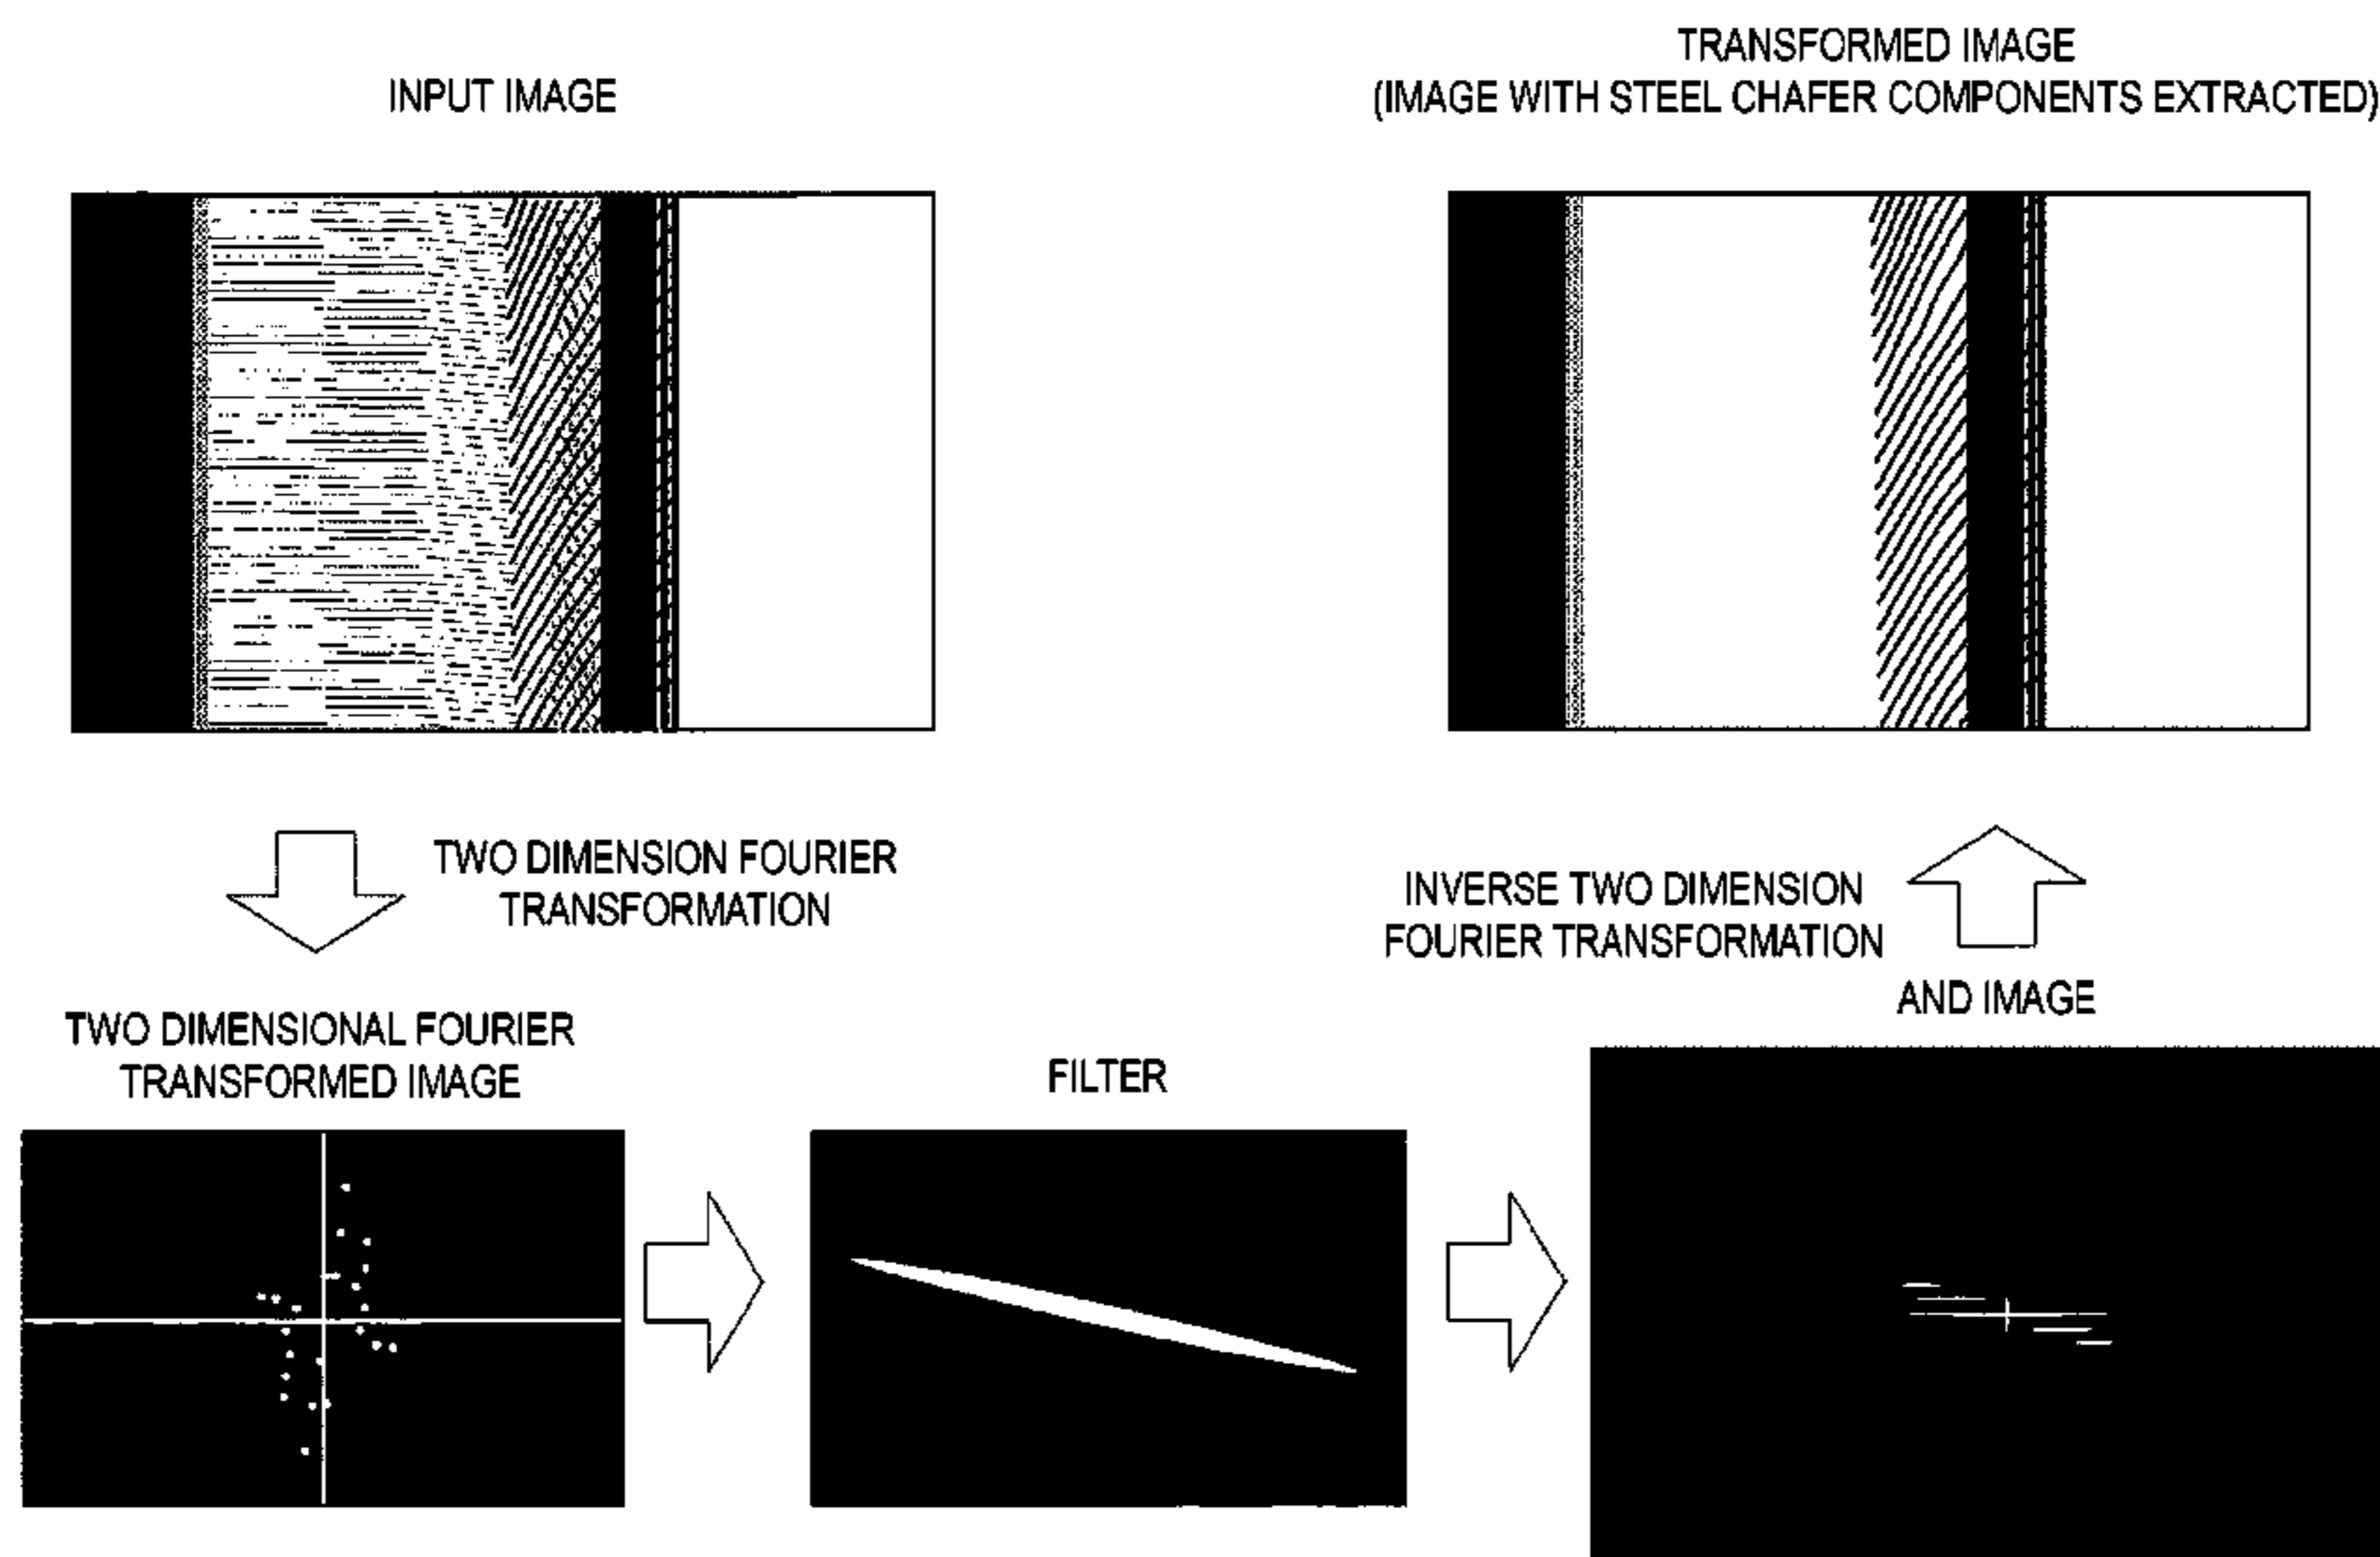 INPUT IMAGE
TRANSFORMED IMAGE
(IMAGE WITH STEEL CHAFER COMPONENTS EXTRACTED)
TWO DIMENSION FOURIER
TRANSFORMATION
INVERSE TWO DIMENSION
FOURIER TRANSFORMATION
TWO DIMENSIONAL FOURIER
TRANSFORMED IMAGE
FILTER
AND IMAGE